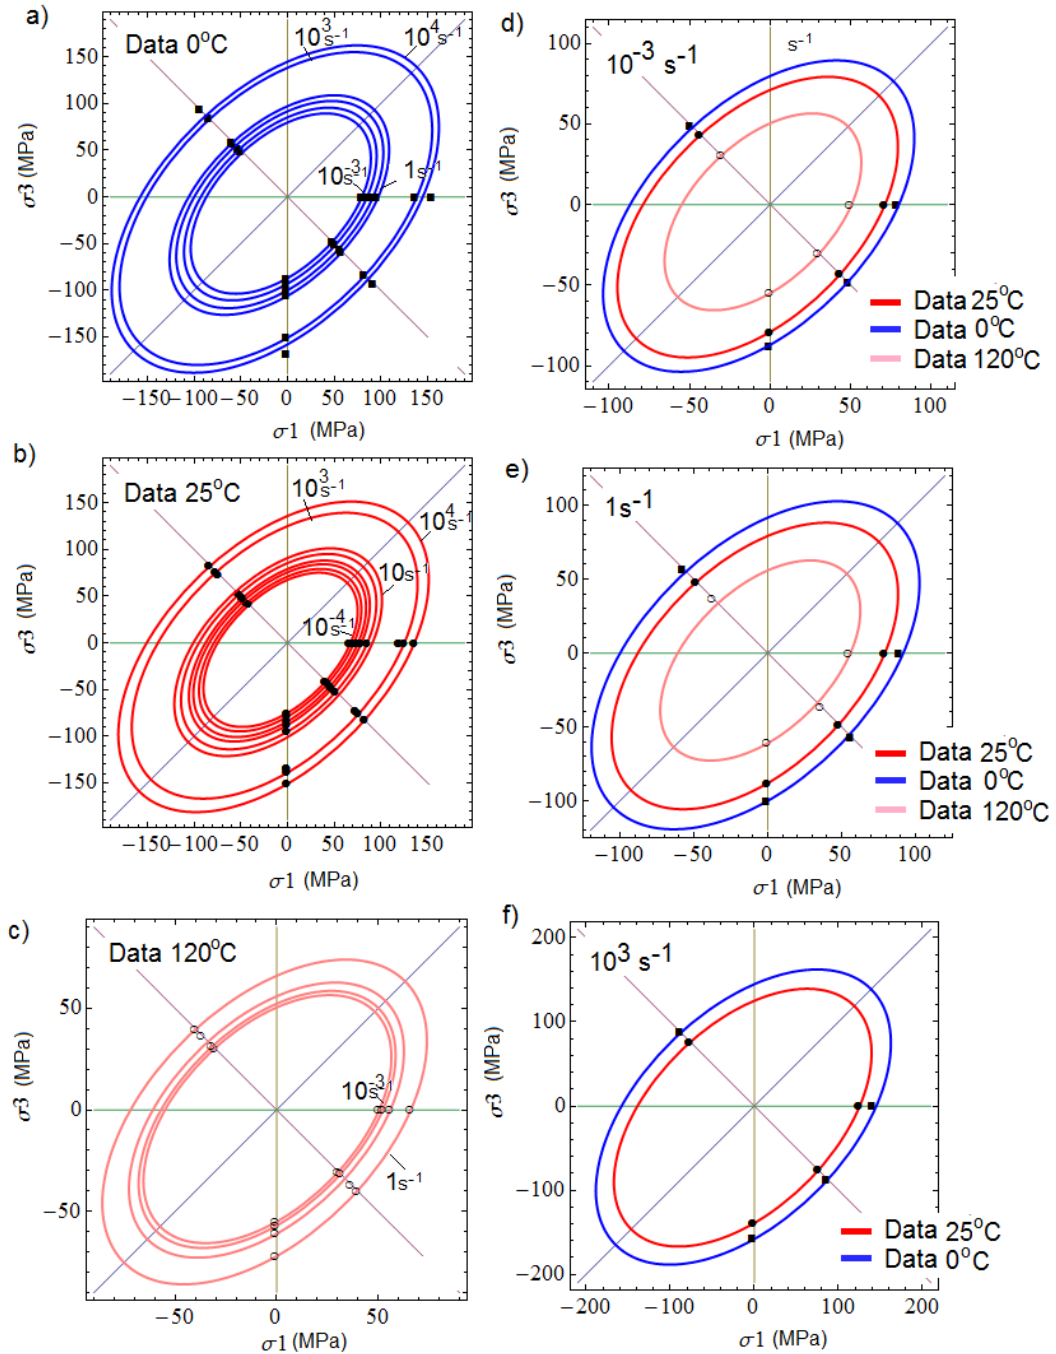 a)
Data 0°C
10³s⁻¹
10⁴s⁻¹
150
100
50
0
−50
−100
−150
σ3 (MPa)
10⁻³s⁻¹
1s⁻¹
−150 −100 −50 0 50 100 150
σ1 (MPa)
d)
10⁻³ s⁻¹
s⁻¹
100
50
0
−50
−100
σ3 (MPa)
Data 25°C
Data 0°C
Data 120°C
−100 −50 0 50 100
σ1 (MPa)
b)
Data 25°C
10³s⁻¹
10⁴s⁻¹
10s⁻¹
10⁻⁴s⁻¹
150
100
50
0
−50
−100
−150
σ3 (MPa)
−150 −100 −50 0 50 100 150
σ1 (MPa)
e)
1s⁻¹
100
50
0
−50
−100
σ3 (MPa)
Data 25°C
Data 0°C
Data 120°C
−100 −50 0 50 100
σ1 (MPa)
c)
Data 120°C
50
0
−50
σ3 (MPa)
10⁻³s⁻¹
1s⁻¹
−50 0 50
σ1 (MPa)
f)
10³ s⁻¹
200
100
0
−100
−200
σ3 (MPa)
Data 25°C
Data 0°C
−200 −100 0 100 200
σ1 (MPa)